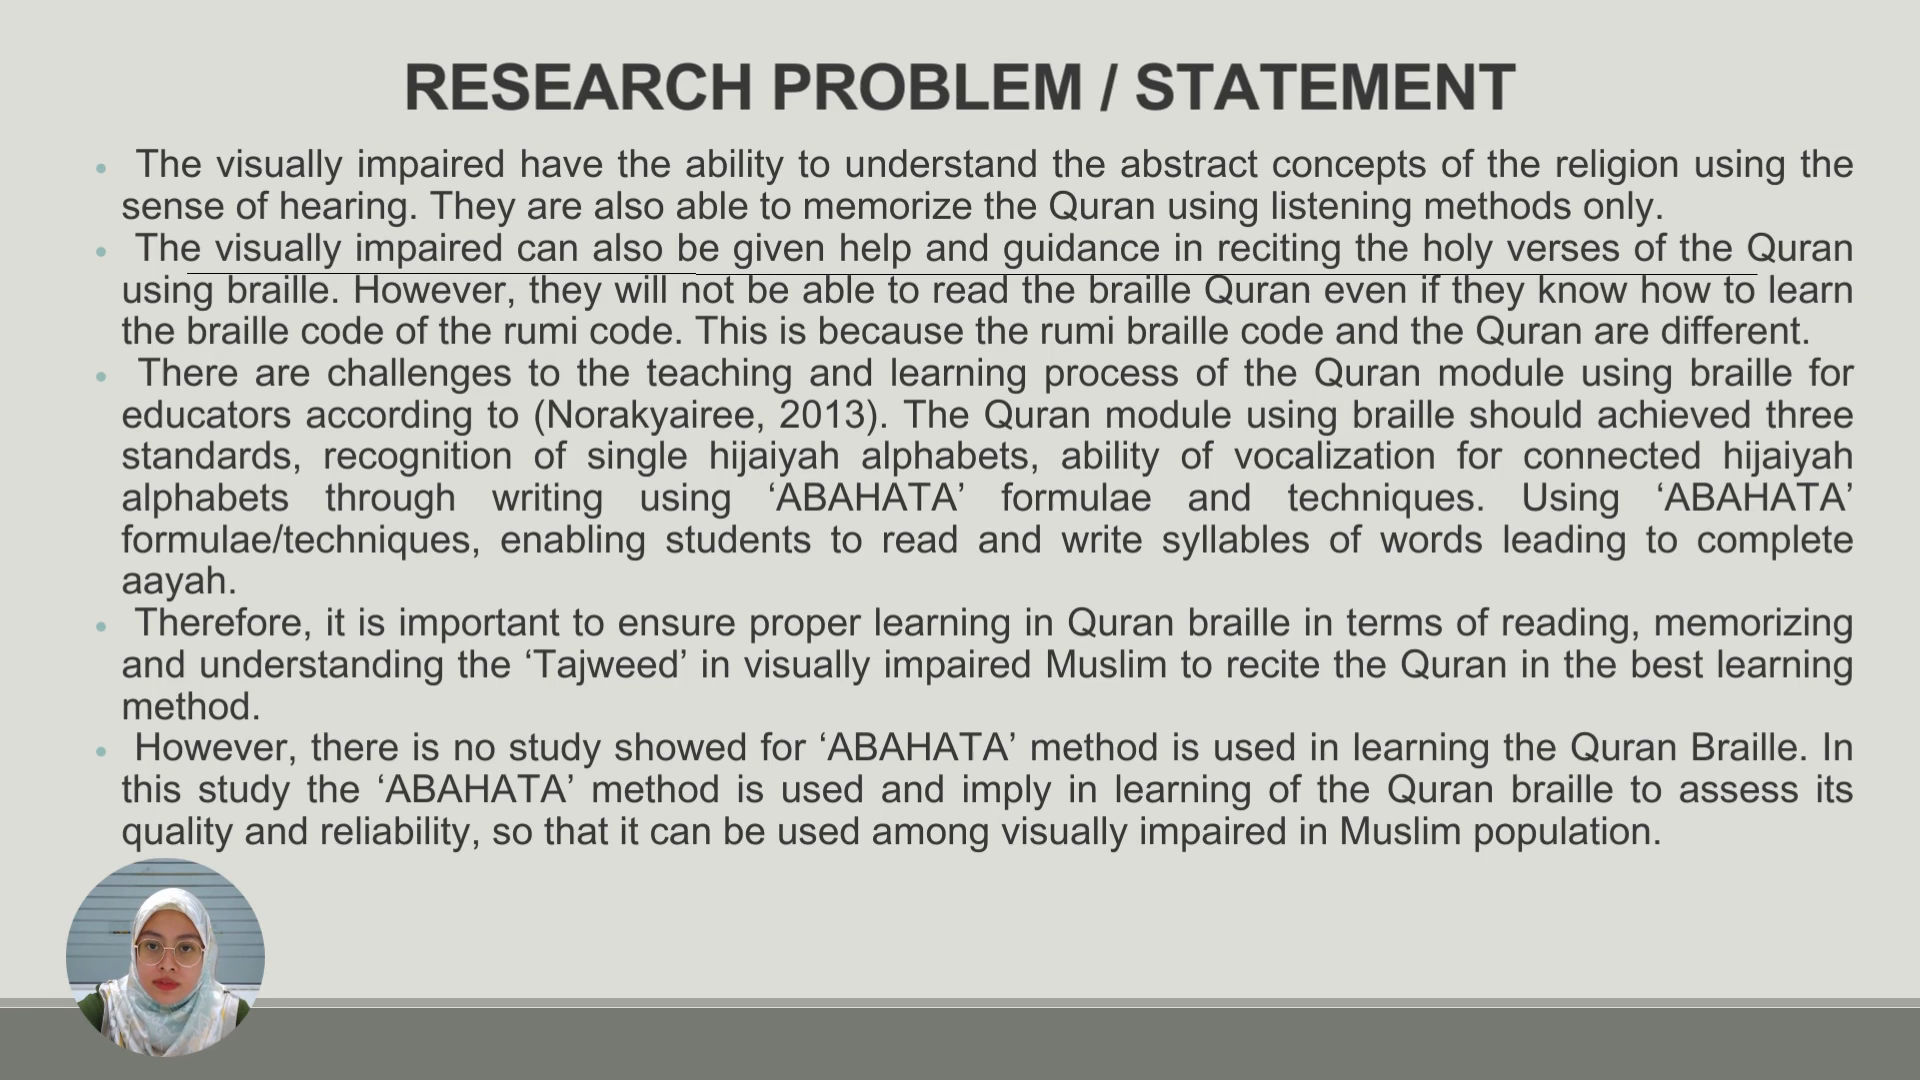 RESEARCH PROBLEM / STATEMENT
• The visually impaired have the ability to understand the abstract concepts of the religion using the
sense of hearing. They are also able to memorize the Quran using listening methods only.
• The visually impaired can also be given help and guidance in reciting the holy verses of the Quran
using braille. However, they will not be able to read the braille Quran even if they know how to learn
the braille code of the rumi code. This is because the rumi braille code and the Quran are different.
• There are challenges to the teaching and learning process of the Quran module using braille for
educators according to (Norakyairee, 2013). The Quran module using braille should achieved three
standards, recognition of single hijaiyah alphabets, ability of vocalization for connected hijaiyah
alphabets through writing using ‘ABAHATA’ formulae and techniques. Using ‘ABAHATA’
formulae/techniques, enabling students to read and write syllables of words leading to complete
aayah.
• Therefore, it is important to ensure proper learning in Quran braille in terms of reading, memorizing
and understanding the ‘Tajweed’ in visually impaired Muslim to recite the Quran in the best learning
method.
• However, there is no study showed for ‘ABAHATA’ method is used in learning the Quran Braille. In
this study the ‘ABAHATA’ method is used and imply in learning of the Quran braille to assess its
quality and reliability, so that it can be used among visually impaired in Muslim population.